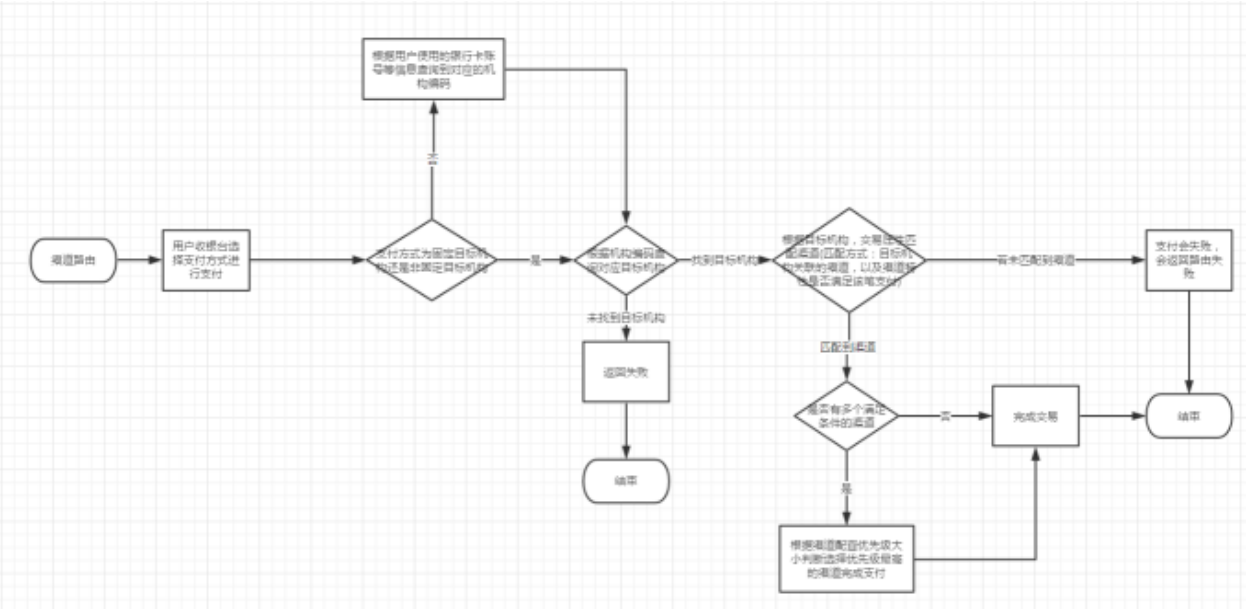 根据用户使用的银行卡账
号等信息查询到对应的机
构编码
否
渠道路由
用户收银台选
择支付方式进
行支付
支付方式为固定目标机
构还是非固定目标机构
是
根据机构编码查
询对应目标机构
找到目标机构
根据目标机构，交易属性匹
配渠道(匹配方式：目标机
构关联的渠道，以及渠道
是否满足该笔支付)
若未匹配到渠道
支付会失败，
会返回路由失
败
未找到目标机构
返回失败
结束
匹配到渠道
是否有多个满足
条件的渠道
否
完成交易
结束
是
根据渠道配置优先级大
小判断选择优先级最高
的渠道完成支付